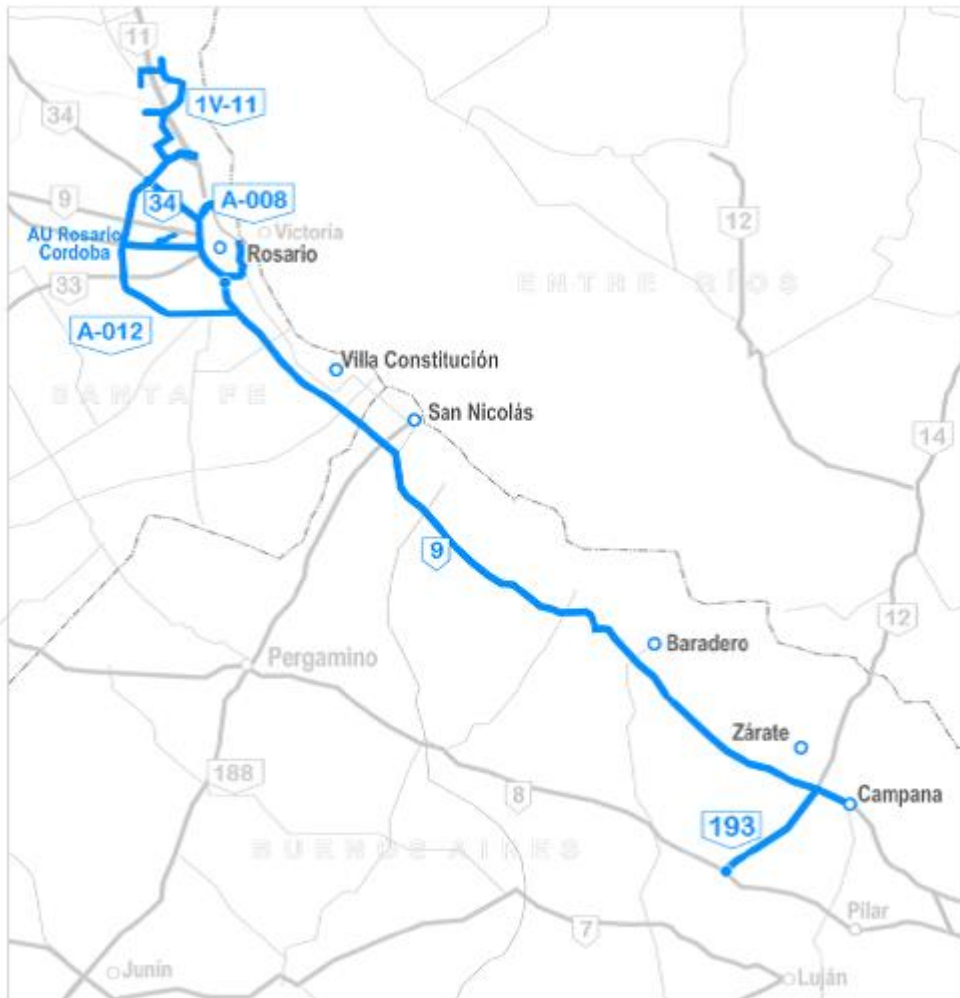 11
1V-11
34
34
A-008
9
Victoria
AU Rosario
Cordoba
Rosario
12
ENTRE RÍOS
33
A-012
Villa Constitución
SANTA FE
San Nicolás
14
9
12
Baradero
Pergamino
Zárate
188
8
Campana
193
BUENOS AIRES
Pilar
7
Junín
Luján